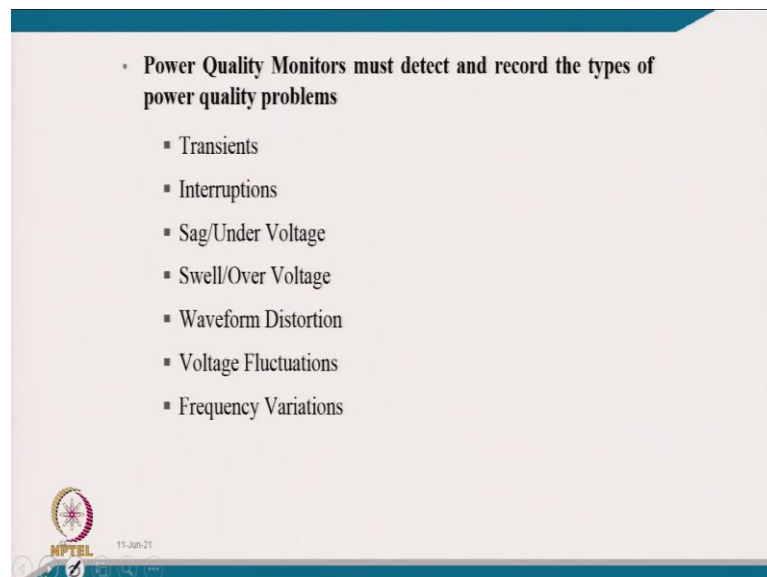 • Power Quality Monitors must detect and record the types of
power quality problems
▪ Transients
▪ Interruptions
▪ Sag/Under Voltage
▪ Swell/Over Voltage
▪ Waveform Distortion
▪ Voltage Fluctuations
▪ Frequency Variations
NPTEL
11-Jun-21